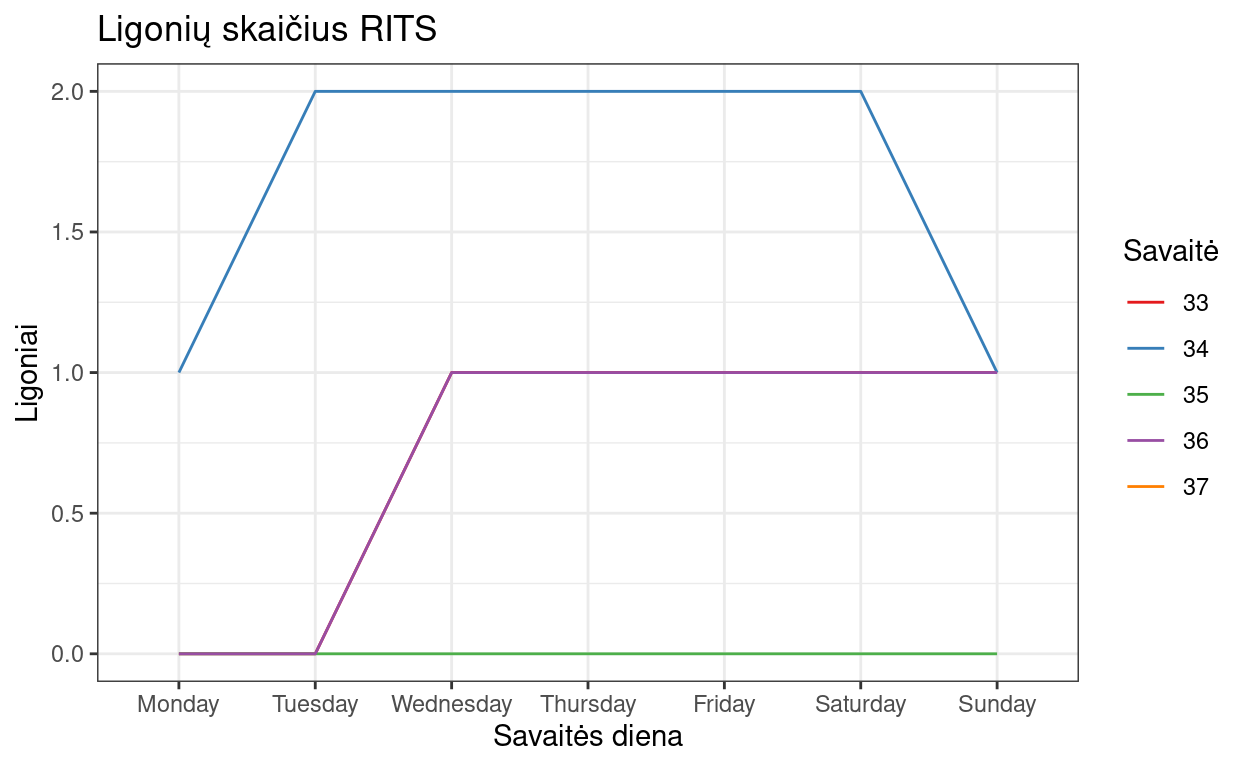 Ligonių skaičius RITS
2.0
1.5
1.0
0.5
0.0
Ligoniai
Monday Tuesday Wednesday Thursday Friday Saturday Sunday
Savaitės diena
Savaitė
33
34
35
36
37